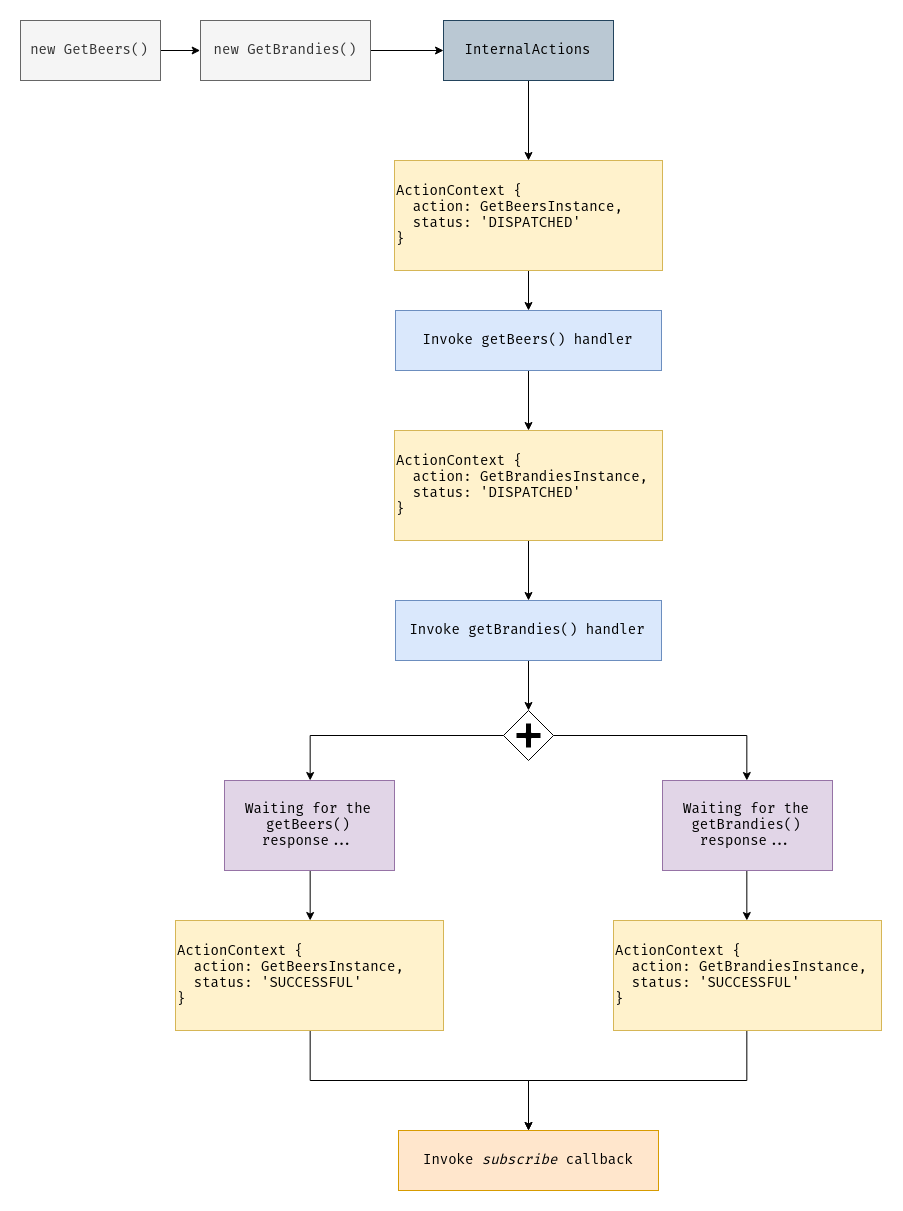 new GetBeers()
new GetBrandies()
InternalActions
ActionContext {
  action: GetBeersInstance,
  status: 'DISPATCHED'
}
Invoke getBeers() handler
ActionContext {
  action: GetBrandiesInstance,
  status: 'DISPATCHED'
}
Invoke getBrandies() handler
Waiting for the
getBeers()
response...
Waiting for the
getBrandies()
response...
ActionContext {
  action: GetBeersInstance,
  status: 'SUCCESSFUL'
}
ActionContext {
  action: GetBrandiesInstance,
  status: 'SUCCESSFUL'
}
Invoke subscribe callback